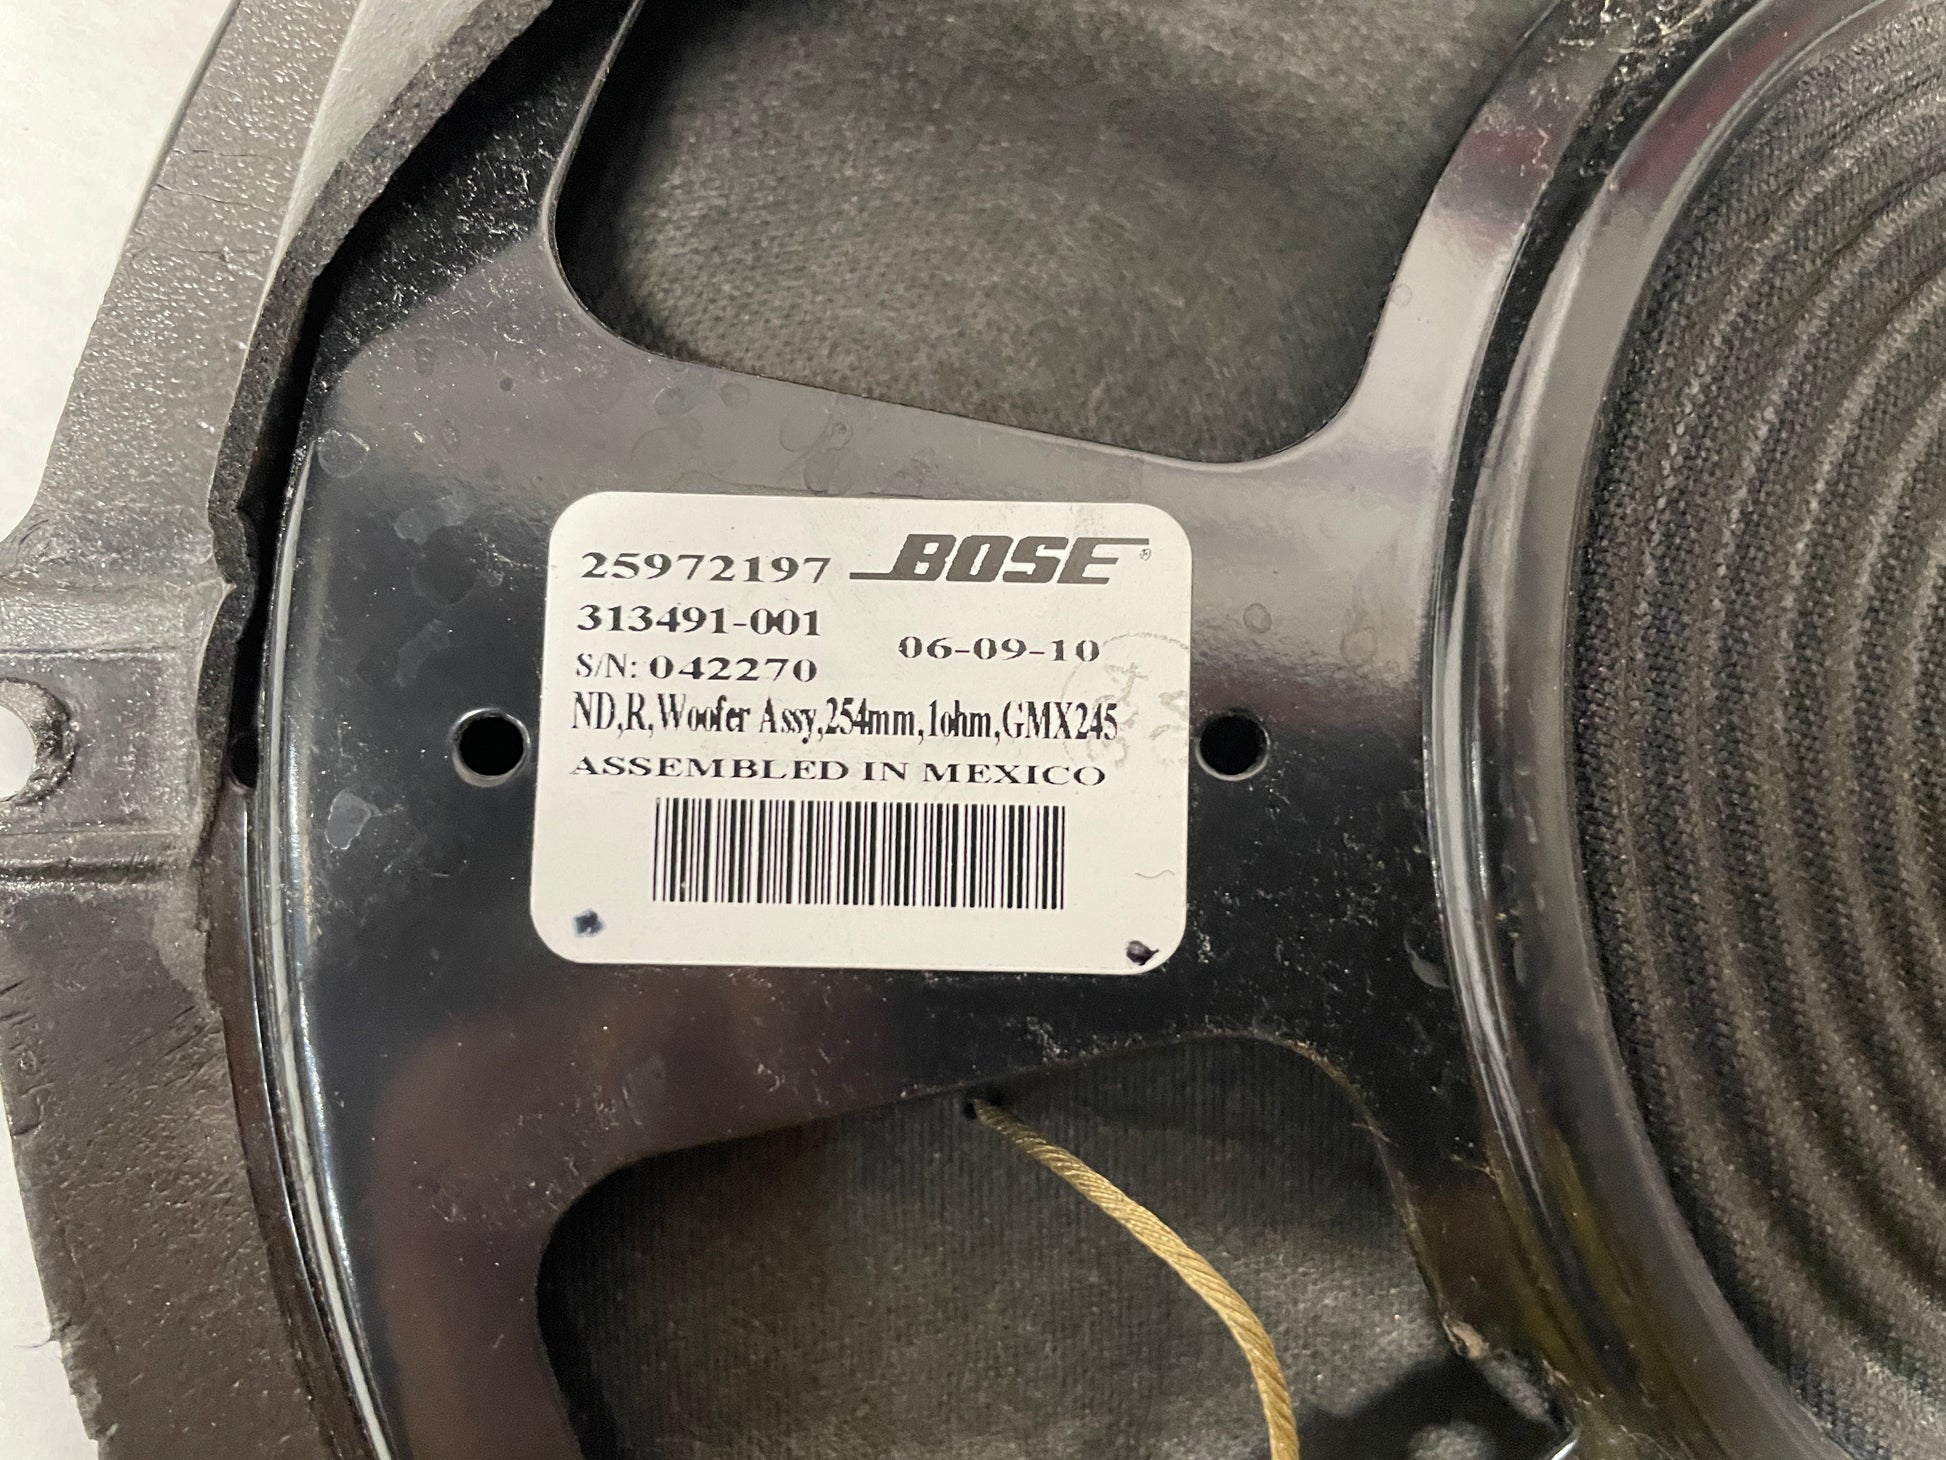 25972197 BOSE®
313491-001
06-09-10
S/N: 042270
ND,R,Woofer Assy,254mm,1ohm,GMX245
ASSEMBLED IN MEXICO